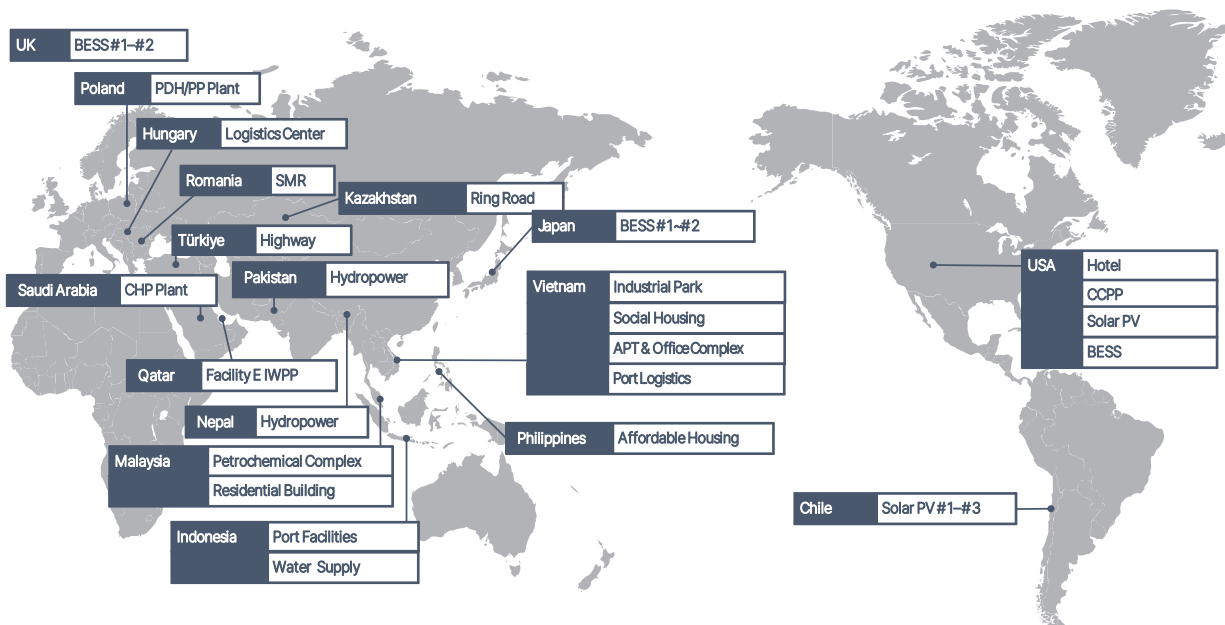 UK BESS #1~#2
Poland PDH/PP Plant
Hungary Logistics Center
Romania SMR
Kazakhstan Ring Road
Japan BESS #1~#2
Türkiye Highway
Pakistan Hydropower
Saudi Arabia CHP Plant
Vietnam Industrial Park
Social Housing
APT & Office Complex
Port Logistics
USA Hotel
CCPP
Solar PV
BESS
Qatar Facility E IWPP
Nepal Hydropower
Philippines Affordable Housing
Malaysia Petrochemical Complex
Residential Building
Chile Solar PV #1~#3
Indonesia Port Facilities
Water Supply